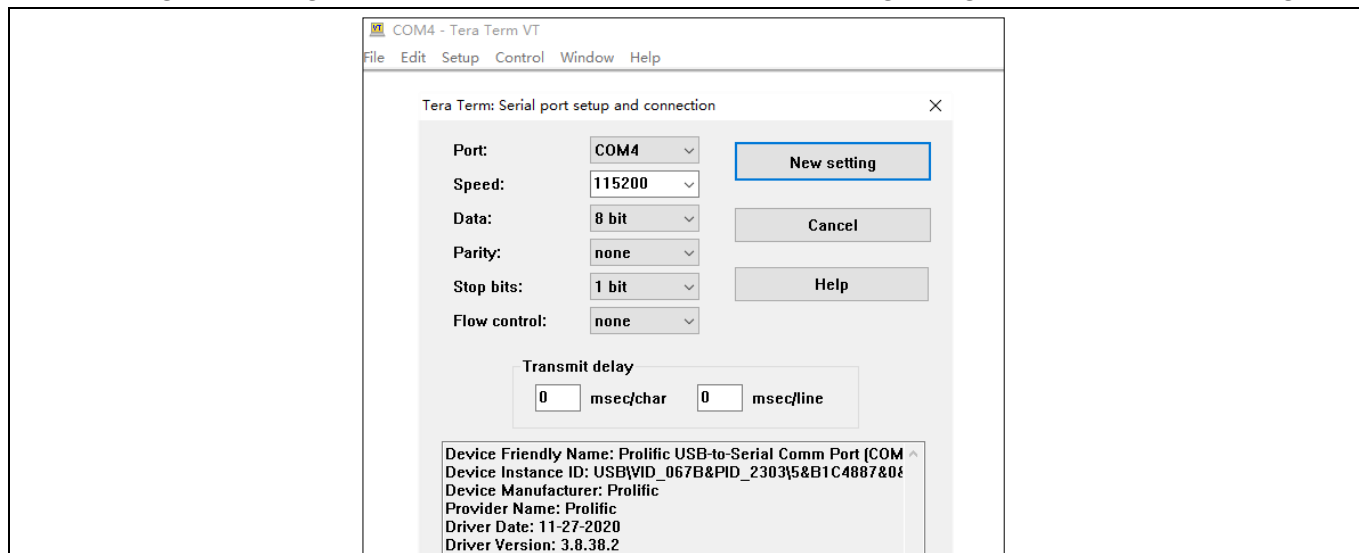 COM4 - Tera Term VT
File Edit Setup Control Window Help
Tera Term: Serial port setup and connection
Port: COM4 New setting
Speed: 115200
Data: 8 bit Cancel
Parity: none
Stop bits: 1 bit Help
Flow control: none
Transmit delay
0 msec/char 0 msec/line
Device Friendly Name: Prolific USB-to-Serial Comm Port (COM
Device Instance ID: USB\VID_067B&PID_2303\5&B1C4887&0&
Device Manufacturer: Prolific
Provider Name: Prolific
Driver Date: 11-27-2020
Driver Version: 3.8.38.2